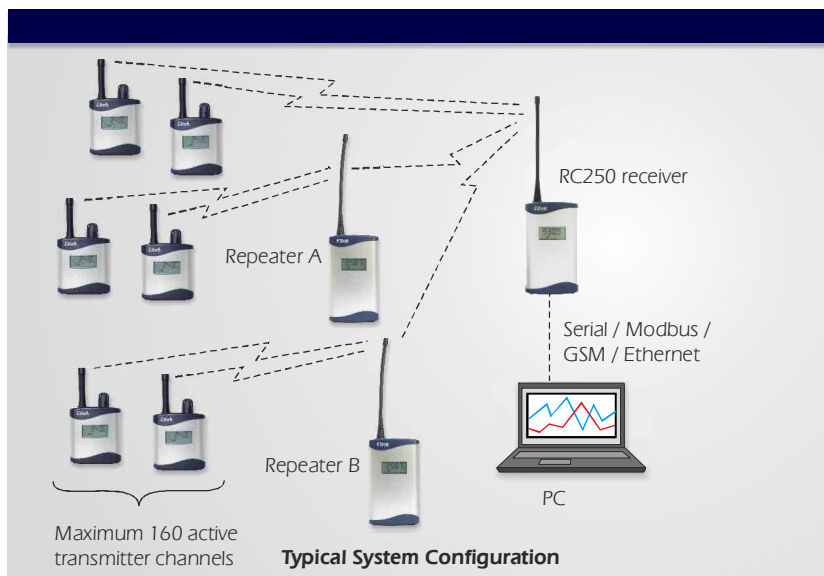 RC250 receiver
Repeater A
Serial / Modbus /
GSM / Ethernet
Repeater B
PC
Maximum 160 active
transmitter channels
Typical System Configuration